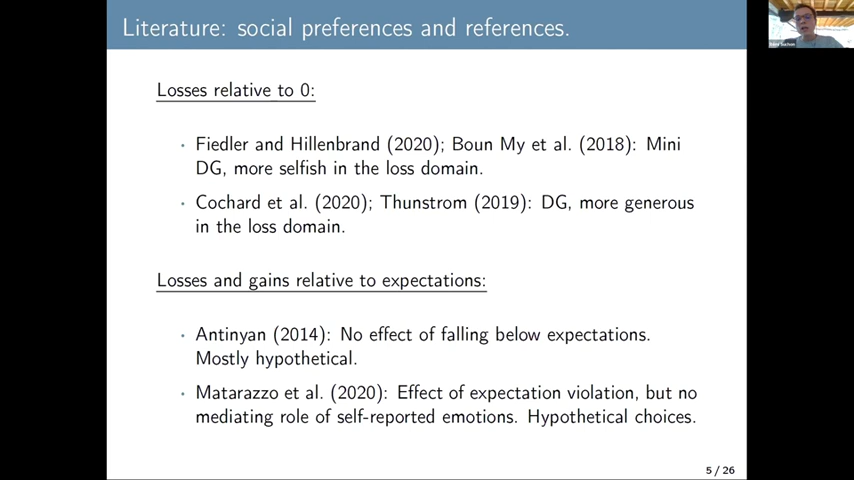 Literature: social preferences and references.
Losses relative to 0:
· Fiedler and Hillenbrand (2020); Boun My et al. (2018): Mini
DG, more selfish in the loss domain.
· Cochard et al. (2020); Thunstrom (2019): DG, more generous
in the loss domain.
Losses and gains relative to expectations:
· Antinyan (2014): No effect of falling below expectations.
Mostly hypothetical.
· Matarazzo et al. (2020): Effect of expectation violation, but no
mediating role of self-reported emotions. Hypothetical choices.
5 / 26